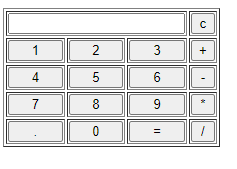 c
1 2 3 +
4 5 6 -
7 8 9 *
. 0 = /